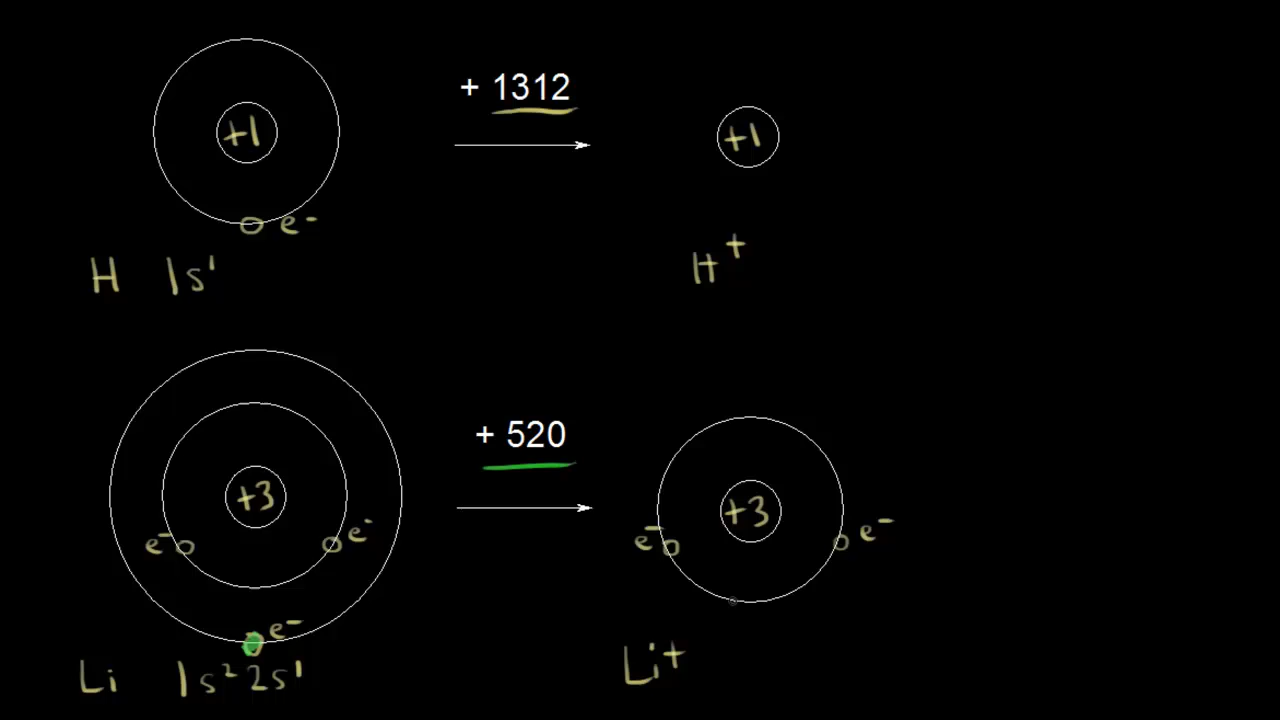 + 1312
+1
+1
e⁻
H 1s¹
H⁺
+ 520
+3
+3
e⁻
e⁻
e⁻
e⁻
e⁻
Li 1s²2s¹
Li⁺